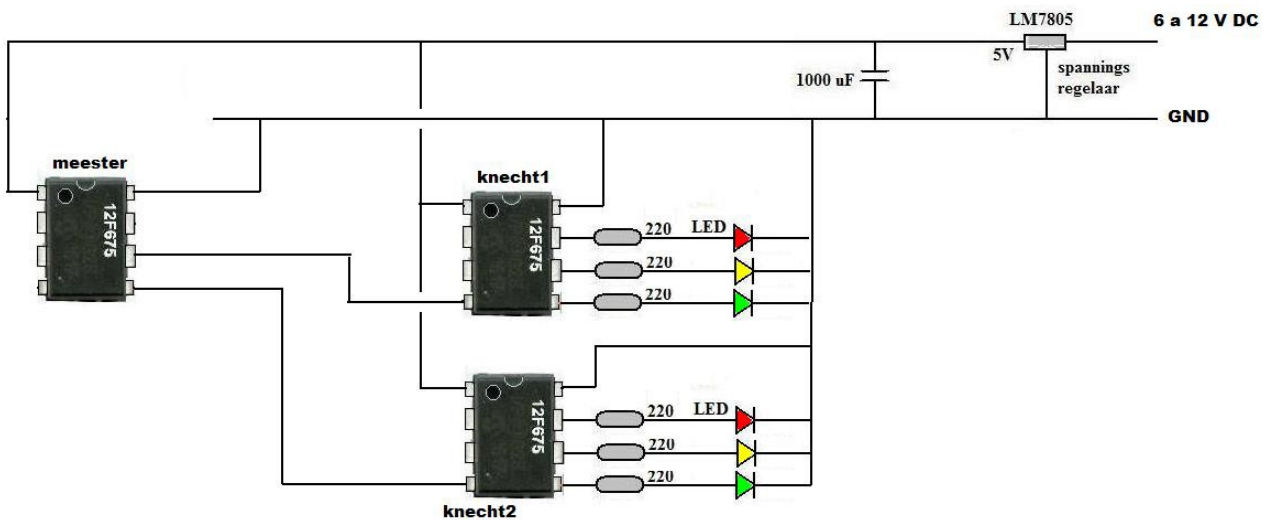 LM7805
6 a 12 V DC
5V
1000 uF
spannings
regelaar
GND
meester
12F675
knecht1
12F675
220
LED
220
220
12F675
220
LED
220
220
knecht2